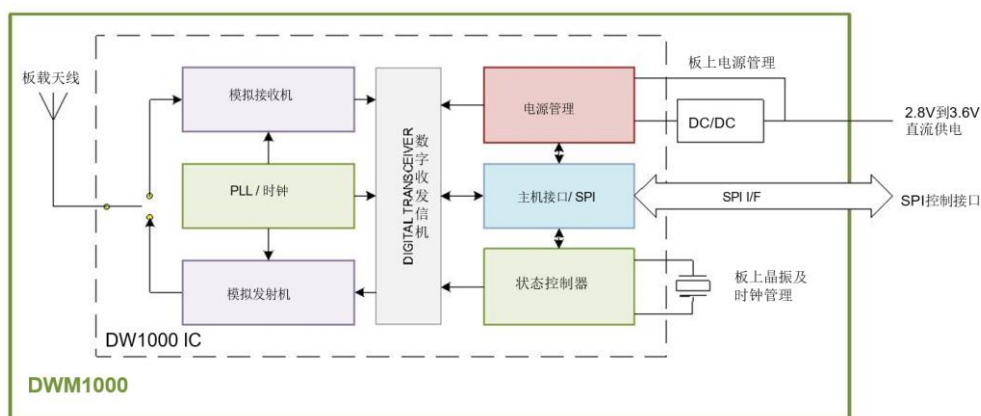 板载天线
模拟接收机
PLL / 时钟
模拟发射机
DIGITAL TRANSCEIVER
数字收发信机
电源管理
主机接口/ SPI
状态控制器
板上电源管理
DC/DC
2.8V到3.6V
直流供电
SPI I/F
SPI控制接口
板上晶振及
时钟管理
DW1000 IC
DWM1000